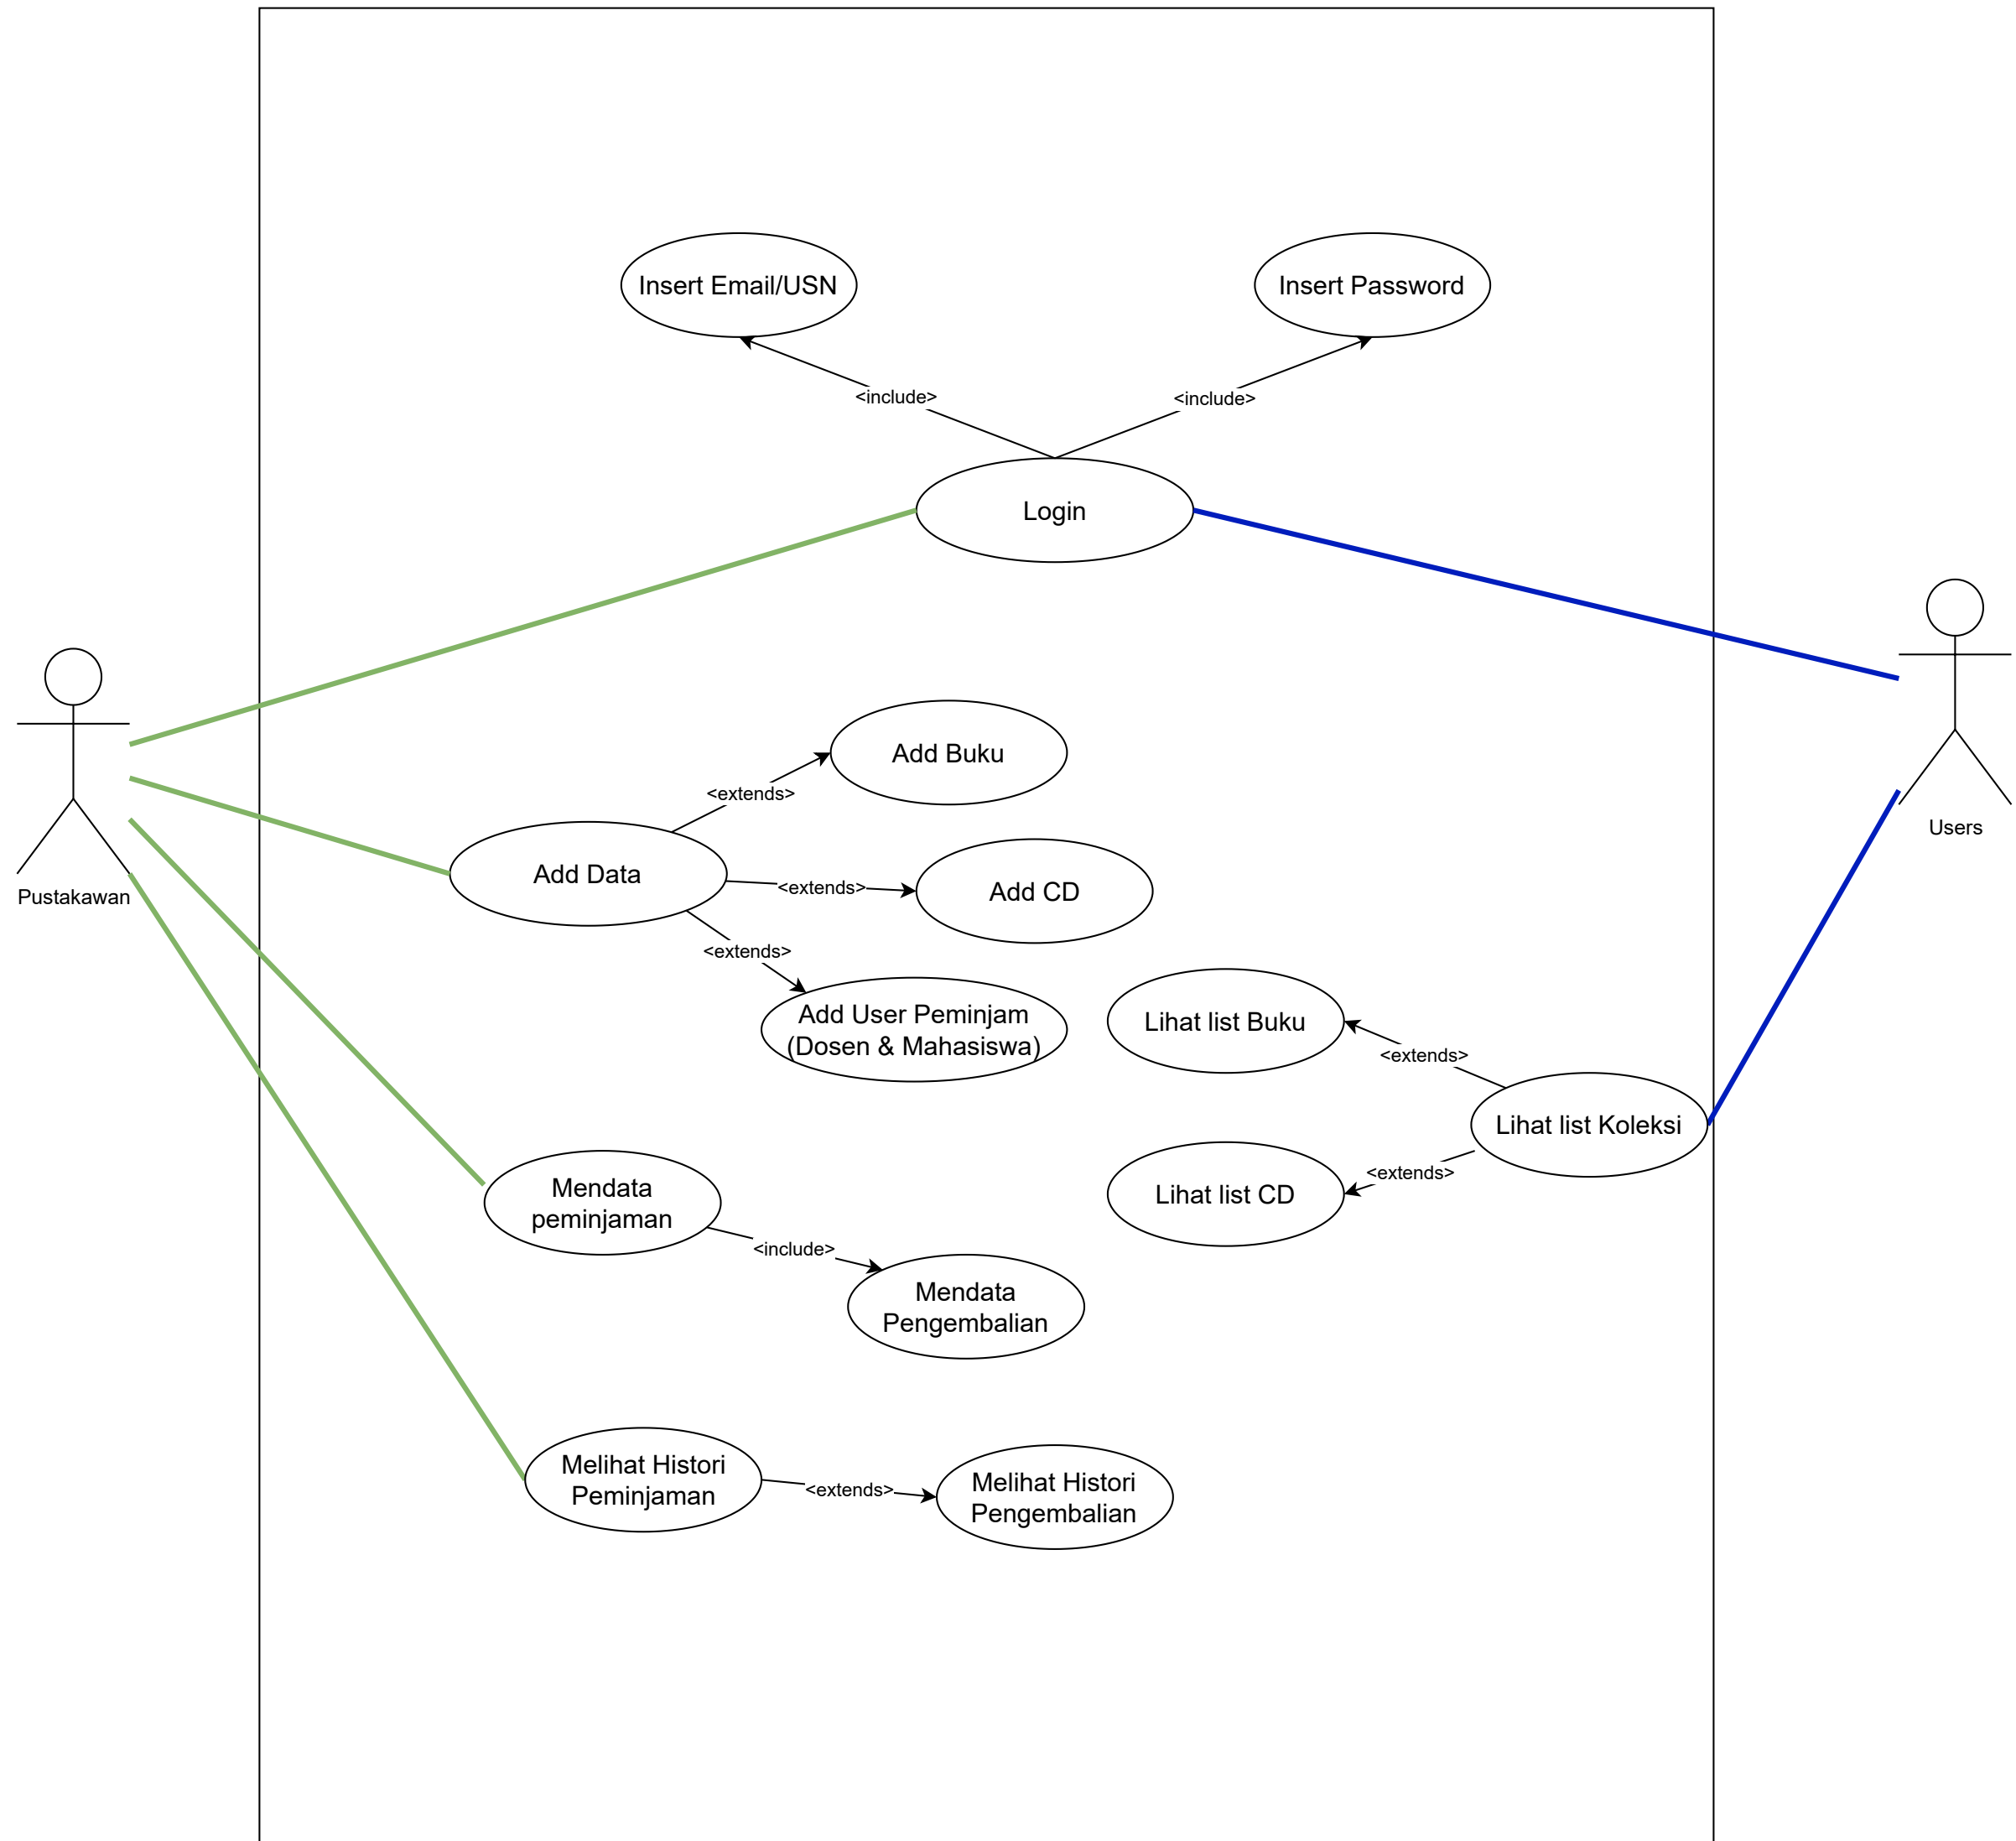 Insert Email/USN
Insert Password
<include>
<include>
Login
Add Buku
<extends>
Users
Add Data
<extends>
Add CD
Pustakawan
<extends>
Add User Peminjam
(Dosen & Mahasiswa)
Lihat list Buku
<extends>
Lihat list Koleksi
<extends>
Lihat list CD
Mendata
peminjaman
<include>
Mendata
Pengembalian
Melihat Histori
Peminjaman
<extends>
Melihat Histori
Pengembalian